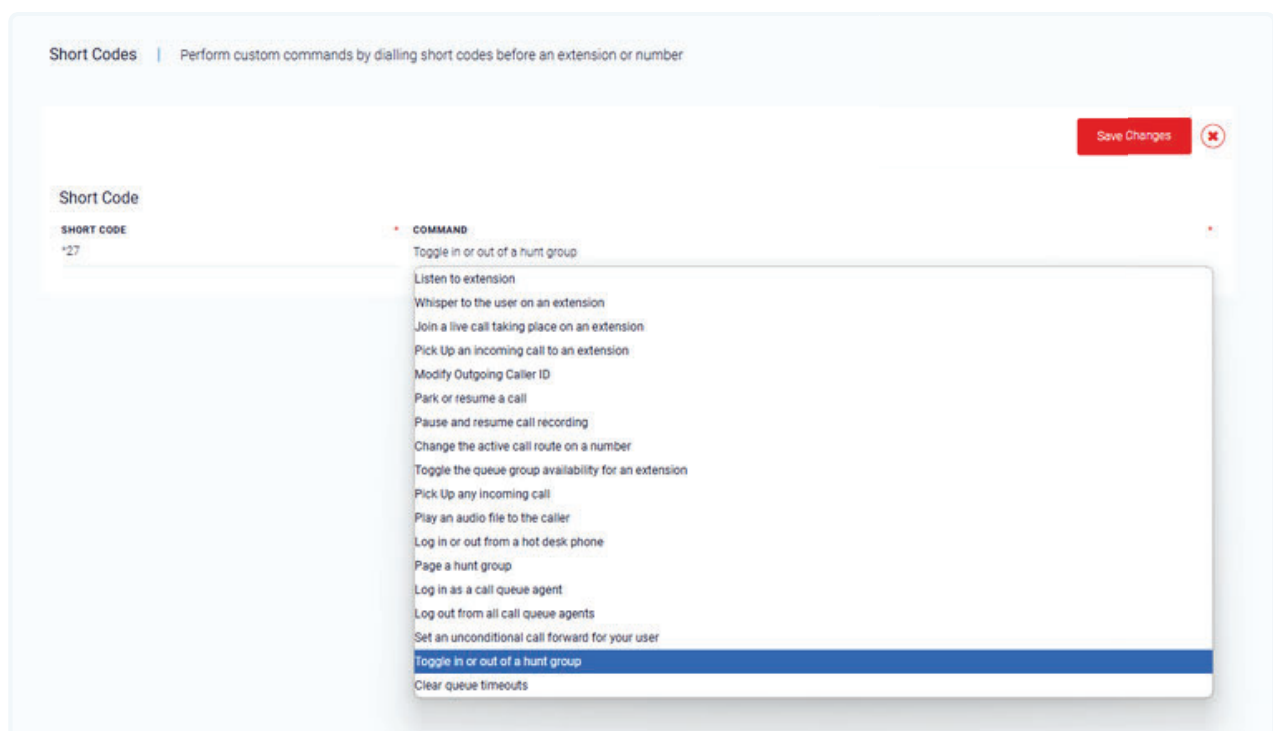 Short Codes | Perform custom commands by dialling short codes before an extension or number
Save Changes
Short Code
SHORT CODE * COMMAND *
*27 Toggle in or out of a hunt group
Listen to extension
Whisper to the user on an extension
Join a live call taking place on an extension
Pick Up an incoming call to an extension
Modify Outgoing Caller ID
Park or resume a call
Pause and resume call recording
Change the active call route on a number
Toggle the queue group availability for an extension
Pick Up any incoming call
Play an audio file to the caller
Log in or out from a hot desk phone
Page a hunt group
Log in as a call queue agent
Log out from all call queue agents
Set an unconditional call forward for your user
Toggle in or out of a hunt group
Clear queue timeouts